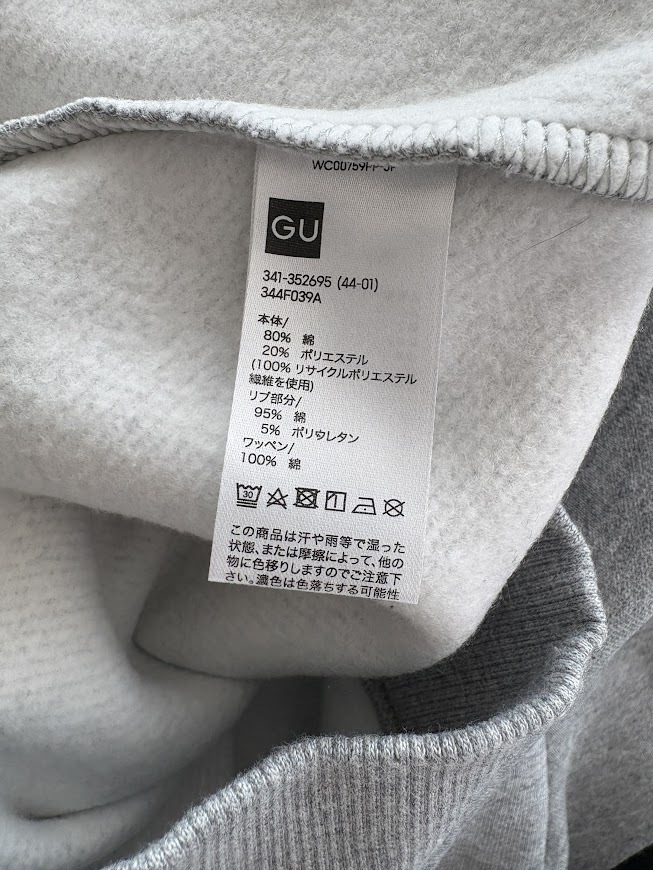 GU
341-352695 (44-01)
344F039A
本体/
80% 綿
20% ポリエステル
(100% リサイクルポリエステル
繊維を使用)
リブ部分/
95% 綿
5% ポリウレタン
ワッペン/
100% 綿
30
この商品は汗や雨等で湿った
状態、または摩擦によって、他の
物に色移りしますのでご注意下
さい。濃色は色落ちする可能性